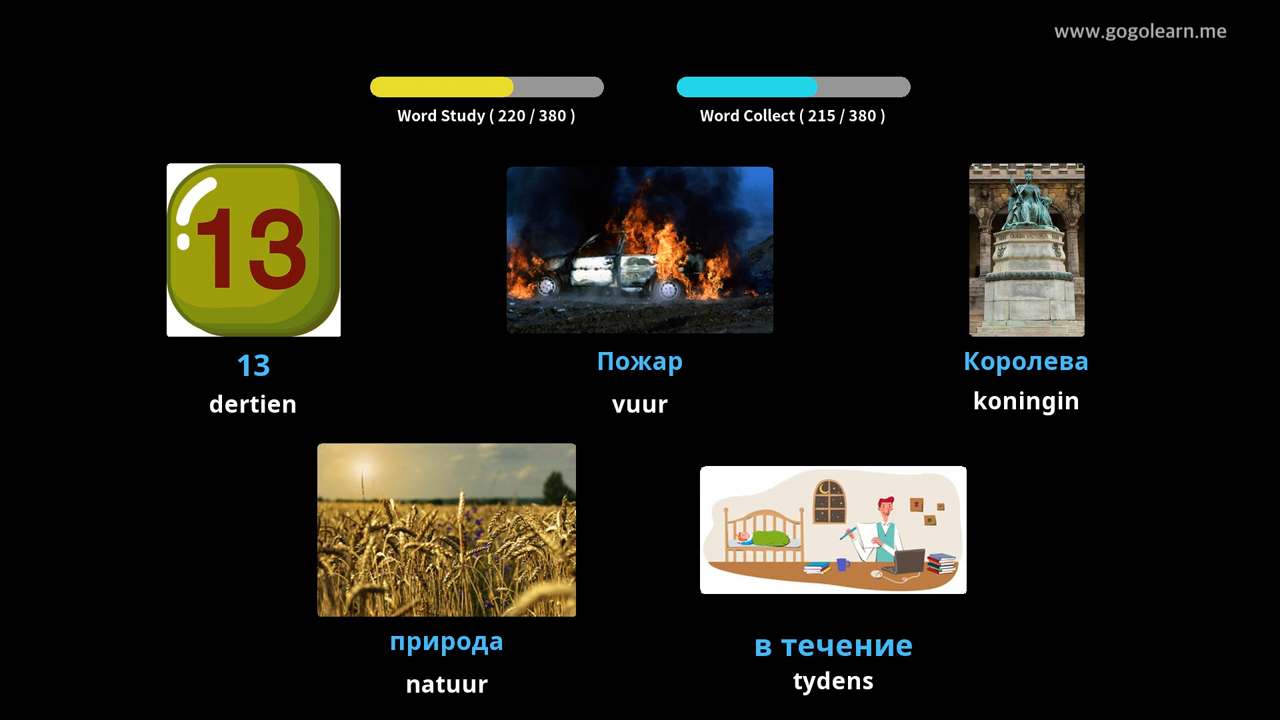 www.gogolearn.me
Word Study ( 220 / 380 )
Word Collect ( 215 / 380 )
13
13
dertien
Пожар
vuur
Королева
koningin
природа
natuur
в течение
tydens